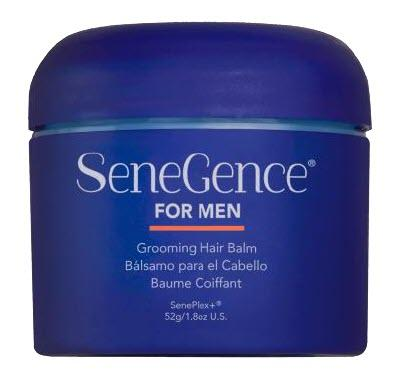 SeneGence®
FOR MEN
Grooming Hair Balm
Bálsamo para el Cabello
Baume Coiffant
SenePlex+®
52g/1.8oz U.S.